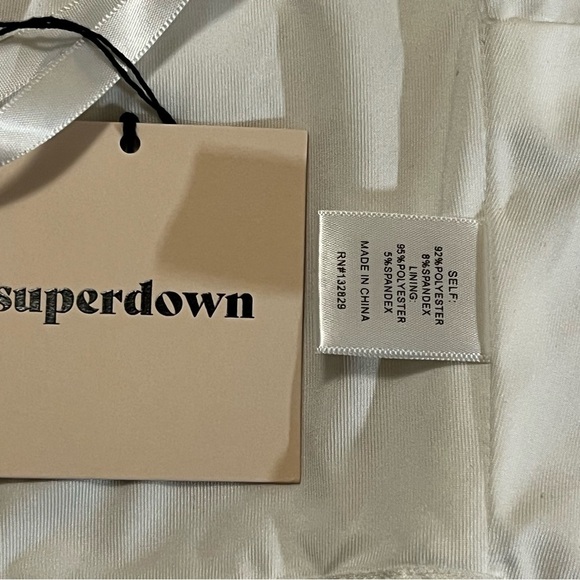 superdown
SELF:
92%POLYESTER
8%SPANDEX
LINING:
95%POLYESTER
5%SPANDEX
MADE IN CHINA
RN#132829